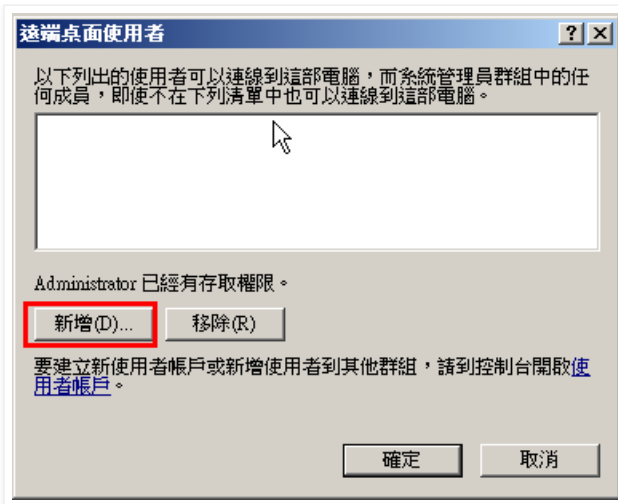 遠端桌面使用者
以下列出的使用者可以連線到這部電腦，而系統管理員群組中的任
何成員，即使不在下列清單中也可以連線到這部電腦。
Administrator 已經有存取權限。
新增(D)... 移除(R)
要建立新使用者帳戶或新增使用者到其他群組，請到控制台開啟使
用者帳戶。
確定 取消